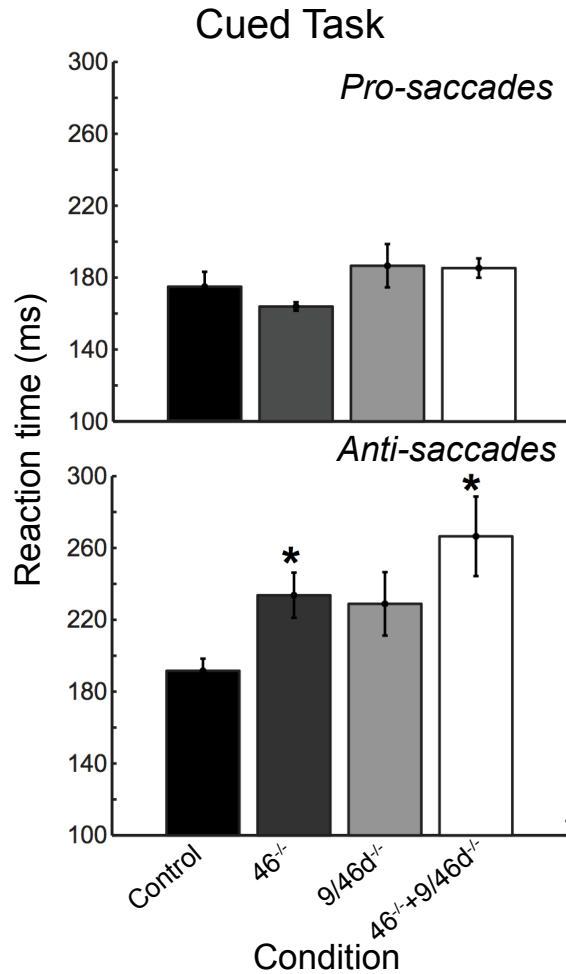 Cued Task
Pro-saccades
300
260
220
180
140
100
Reaction time (ms)
Anti-saccades
300
260
220
180
140
100
*
*
Control
46⁻/⁻
9/46d⁻/⁻
46⁻/⁻+9/46d⁻/⁻
Condition